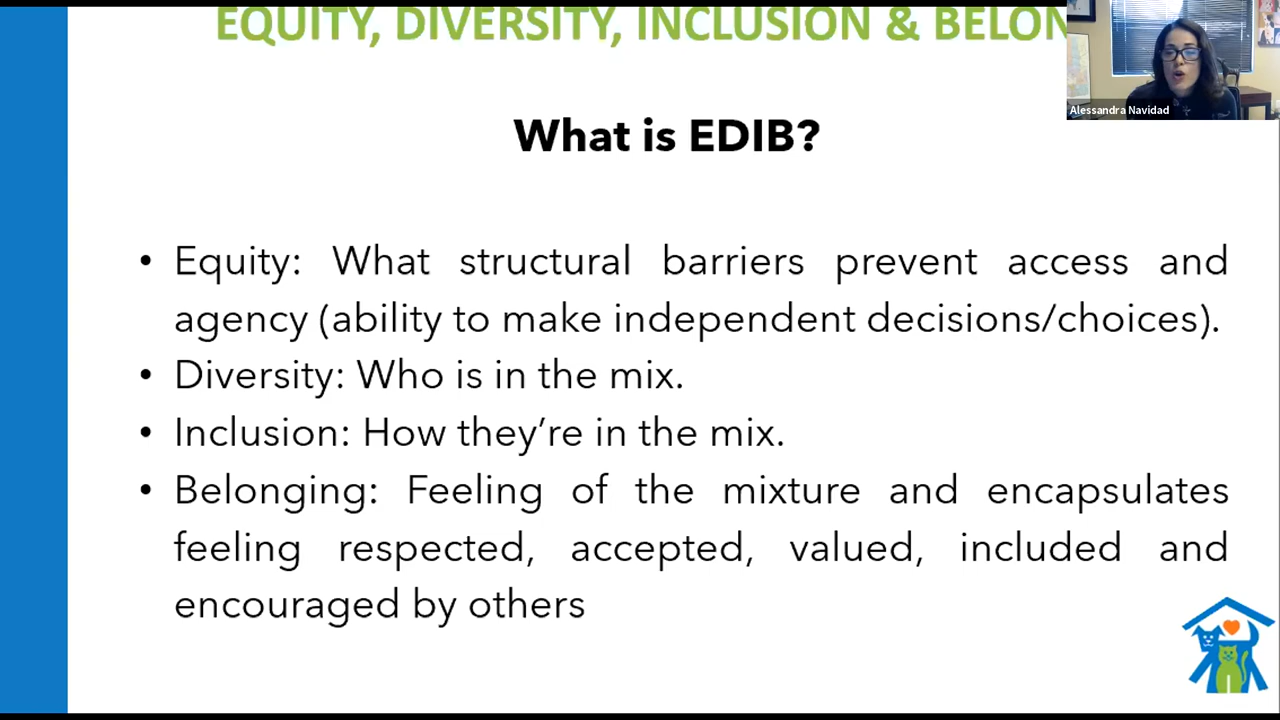 EQUITY, DIVERSITY, INCLUSION & BELON
Alessandra Navidad
What is EDIB?
• Equity: What structural barriers prevent access and
agency (ability to make independent decisions/choices).
• Diversity: Who is in the mix.
• Inclusion: How they’re in the mix.
• Belonging: Feeling of the mixture and encapsulates
feeling respected, accepted, valued, included and
encouraged by others